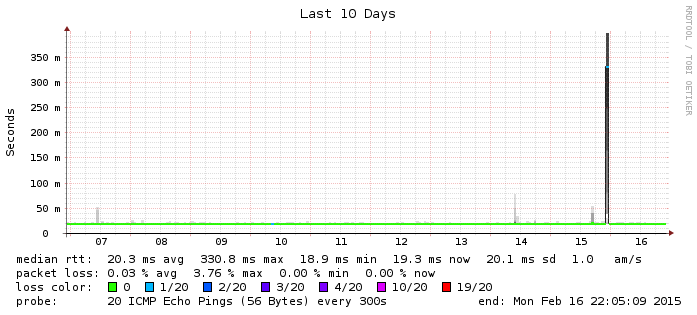 Last 10 Days
RRDTOOL / TOBI OETIKER
Seconds
350 m
300 m
250 m
200 m
150 m
100 m
50 m
0
07 08 09 10 11 12 13 14 15 16
median rtt: 20.3 ms avg 330.8 ms max 18.9 ms min 19.3 ms now 20.1 ms sd 1.0 am/s
packet loss: 0.03 % avg 3.76 % max 0.00 % min 0.00 % now
loss color: 0 1/20 2/20 3/20 4/20 10/20 19/20
probe: 20 ICMP Echo Pings (56 Bytes) every 300s end: Mon Feb 16 22:05:09 2015